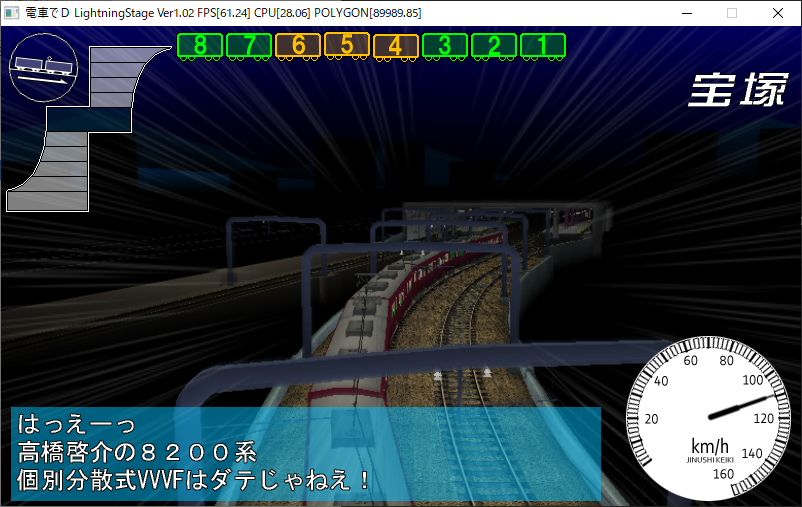 電車でD LightningStage Ver1.02 FPS[61.24] CPU[28.06] POLYGON[89989.85]
8 7 6 5 4 3 2 1
宝塚
20 40 60 80 100 120 140 160
km/h
JINUSHI KEIKI
はっえーっ
高橋啓介の8200系
個別分散式VVVFはダテじゃねえ!